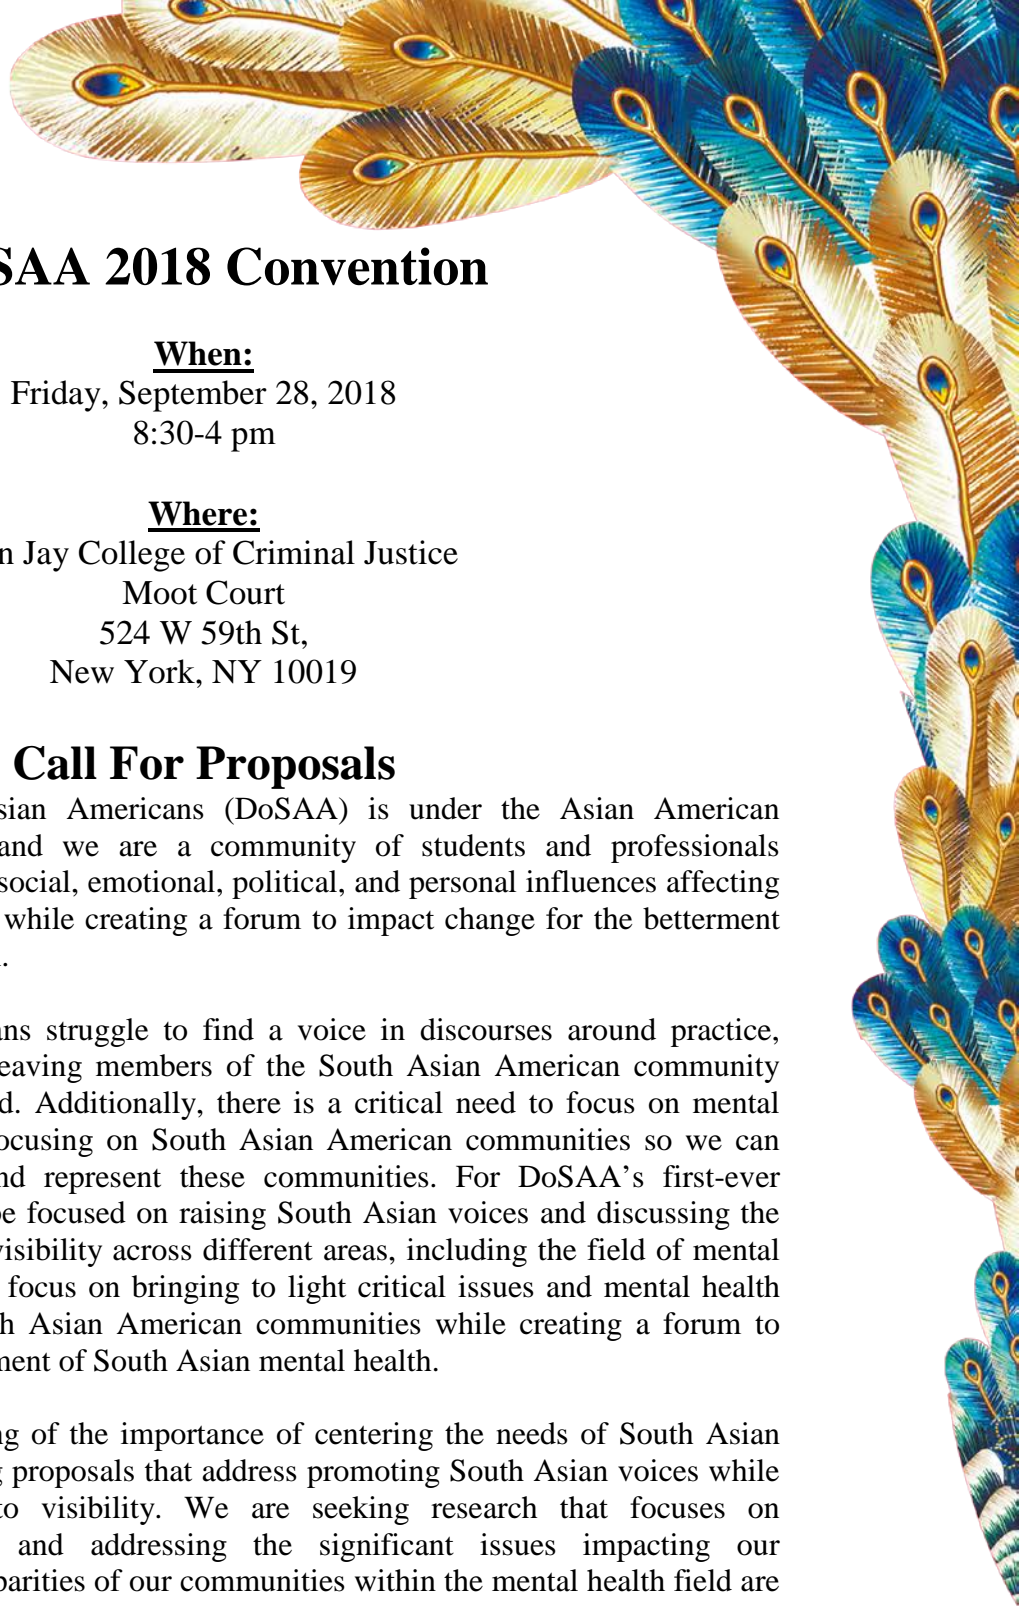 SAA 2018 Convention
When:
Friday, September 28, 2018
8:30-4 pm
Where:
n Jay College of Criminal Justice
Moot Court
524 W 59th St,
New York, NY 10019
Call For Proposals
sian Americans (DoSAA) is under the Asian American
and we are a community of students and professionals
social, emotional, political, and personal influences affecting
while creating a forum to impact change for the betterment
.
ans struggle to find a voice in discourses around practice,
eaving members of the South Asian American community
d. Additionally, there is a critical need to focus on mental
ocusing on South Asian American communities so we can
nd represent these communities. For DoSAA’s first-ever
be focused on raising South Asian voices and discussing the
visibility across different areas, including the field of mental
focus on bringing to light critical issues and mental health
h Asian American communities while creating a forum to
ment of South Asian mental health.
ng of the importance of centering the needs of South Asian
g proposals that address promoting South Asian voices while
to visibility. We are seeking research that focuses on
and addressing the significant issues impacting our
parities of our communities within the mental health field are